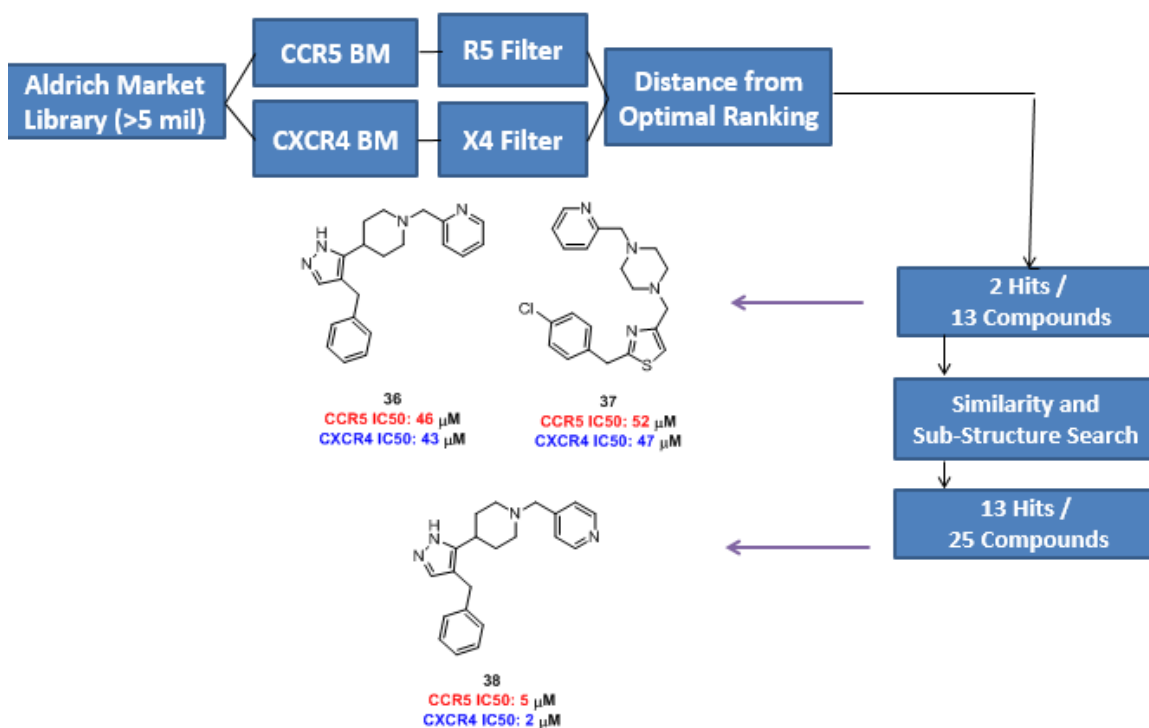 CCR5 BM
R5 Filter
Aldrich Market
Library (>5 mil)
Distance from
Optimal Ranking
CXCR4 BM
X4 Filter
N
N
H
N
N
N
N
N
Cl
N
S
2 Hits /
13 Compounds
36
CCR5 IC50: 46 μM
CXCR4 IC50: 43 μM
37
CCR5 IC50: 52 μM
CXCR4 IC50: 47 μM
Similarity and
Sub-Structure Search
N
H
N
N
N
13 Hits /
25 Compounds
38
CCR5 IC50: 5 μM
CXCR4 IC50: 2 μM